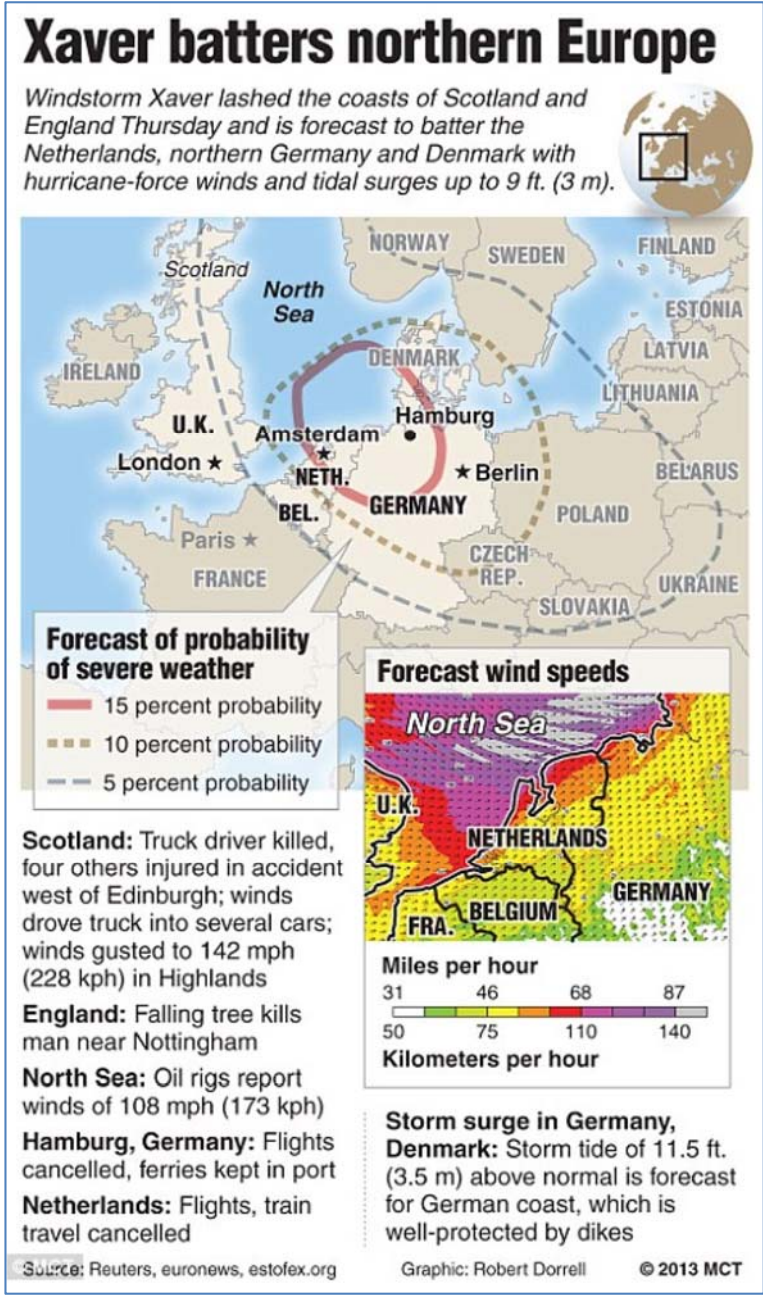 Xaver batters northern Europe
Windstorm Xaver lashed the coasts of Scotland and
England Thursday and is forecast to batter the
Netherlands, northern Germany and Denmark with
hurricane-force winds and tidal surges up to 9 ft. (3 m).
NORWAY
SWEDEN
FINLAND
Scotland
North
Sea
ESTONIA
LATVIA
IRELAND
DENMARK
LITHUANIA
U.K.
Hamburg
Amsterdam
London
NETH.
Berlin
BELARUS
BEL.
GERMANY
POLAND
Paris
CZECH
REP.
FRANCE
UKRAINE
SLOVAKIA
Forecast of probability
of severe weather
15 percent probability
10 percent probability
5 percent probability
Forecast wind speeds
North Sea
U.K.
NETHERLANDS
GERMANY
BELGIUM
FRA.
Miles per hour
31 46 68 87
50 75 110 140
Kilometers per hour
Scotland: Truck driver killed,
four others injured in accident
west of Edinburgh; winds
drove truck into several cars;
winds gusted to 142 mph
(228 kph) in Highlands
England: Falling tree kills
man near Nottingham
North Sea: Oil rigs report
winds of 108 mph (173 kph)
Hamburg, Germany: Flights
cancelled, ferries kept in port
Netherlands: Flights, train
travel cancelled
Storm surge in Germany,
Denmark: Storm tide of 11.5 ft.
(3.5 m) above normal is forecast
for German coast, which is
well-protected by dikes
© MCT
Source: Reuters, euronews, estofex.org
Graphic: Robert Dorrell
© 2013 MCT